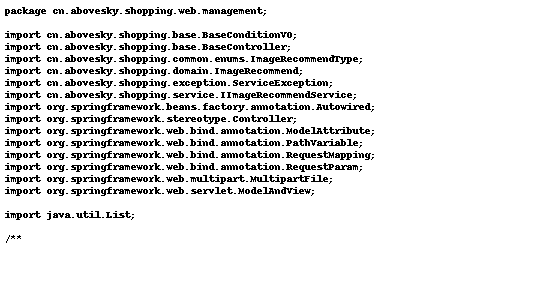 package cn.abovesky.shopping.web.management;

import cn.abovesky.shopping.base.BaseConditionVO;
import cn.abovesky.shopping.base.BaseController;
import cn.abovesky.shopping.common.enums.ImageRecommendType;
import cn.abovesky.shopping.domain.ImageRecommend;
import cn.abovesky.shopping.exception.ServiceException;
import cn.abovesky.shopping.service.IImageRecommendService;
import org.springframework.beans.factory.annotation.Autowired;
import org.springframework.stereotype.Controller;
import org.springframework.web.bind.annotation.ModelAttribute;
import org.springframework.web.bind.annotation.PathVariable;
import org.springframework.web.bind.annotation.RequestMapping;
import org.springframework.web.bind.annotation.RequestParam;
import org.springframework.web.multipart.MultipartFile;
import org.springframework.web.servlet.ModelAndView;

import java.util.List;

/**